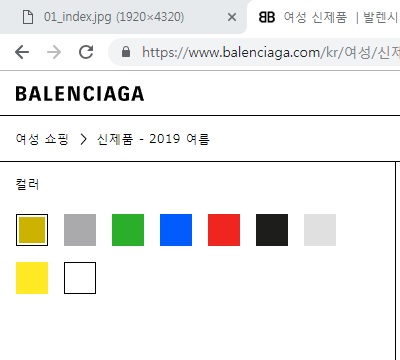 01_index.jpg (1920×4320)
BB 여성 신제품 | 발렌시
https://www.balenciaga.com/kr/여성/신제
BALENCIAGA
여성 쇼핑 > 신제품 - 2019 여름
컬러